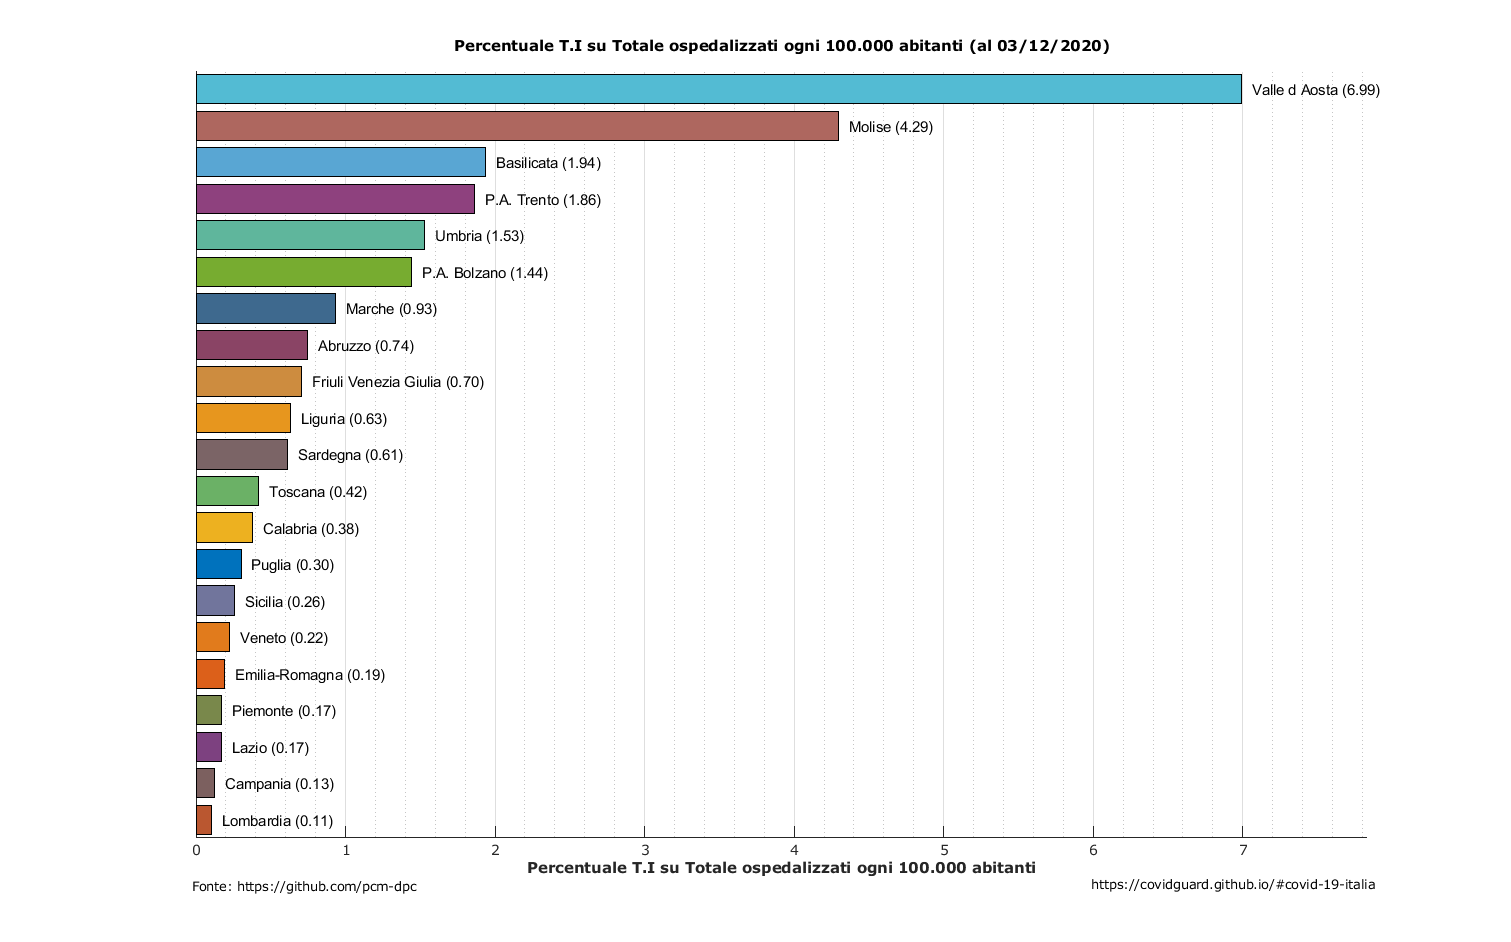 Percentuale T.I su Totale ospedalizzati ogni 100.000 abitanti (al 03/12/2020)
Valle d Aosta (6.99)
Molise (4.29)
Basilicata (1.94)
P.A. Trento (1.86)
Umbria (1.53)
P.A. Bolzano (1.44)
Marche (0.93)
Abruzzo (0.74)
Friuli Venezia Giulia (0.70)
Liguria (0.63)
Sardegna (0.61)
Toscana (0.42)
Calabria (0.38)
Puglia (0.30)
Sicilia (0.26)
Veneto (0.22)
Emilia-Romagna (0.19)
Piemonte (0.17)
Lazio (0.17)
Campania (0.13)
Lombardia (0.11)
0 1 2 3 4 5 6 7
Percentuale T.I su Totale ospedalizzati ogni 100.000 abitanti
Fonte: https://github.com/pcm-dpc
https://covidguard.github.io/#covid-19-italia